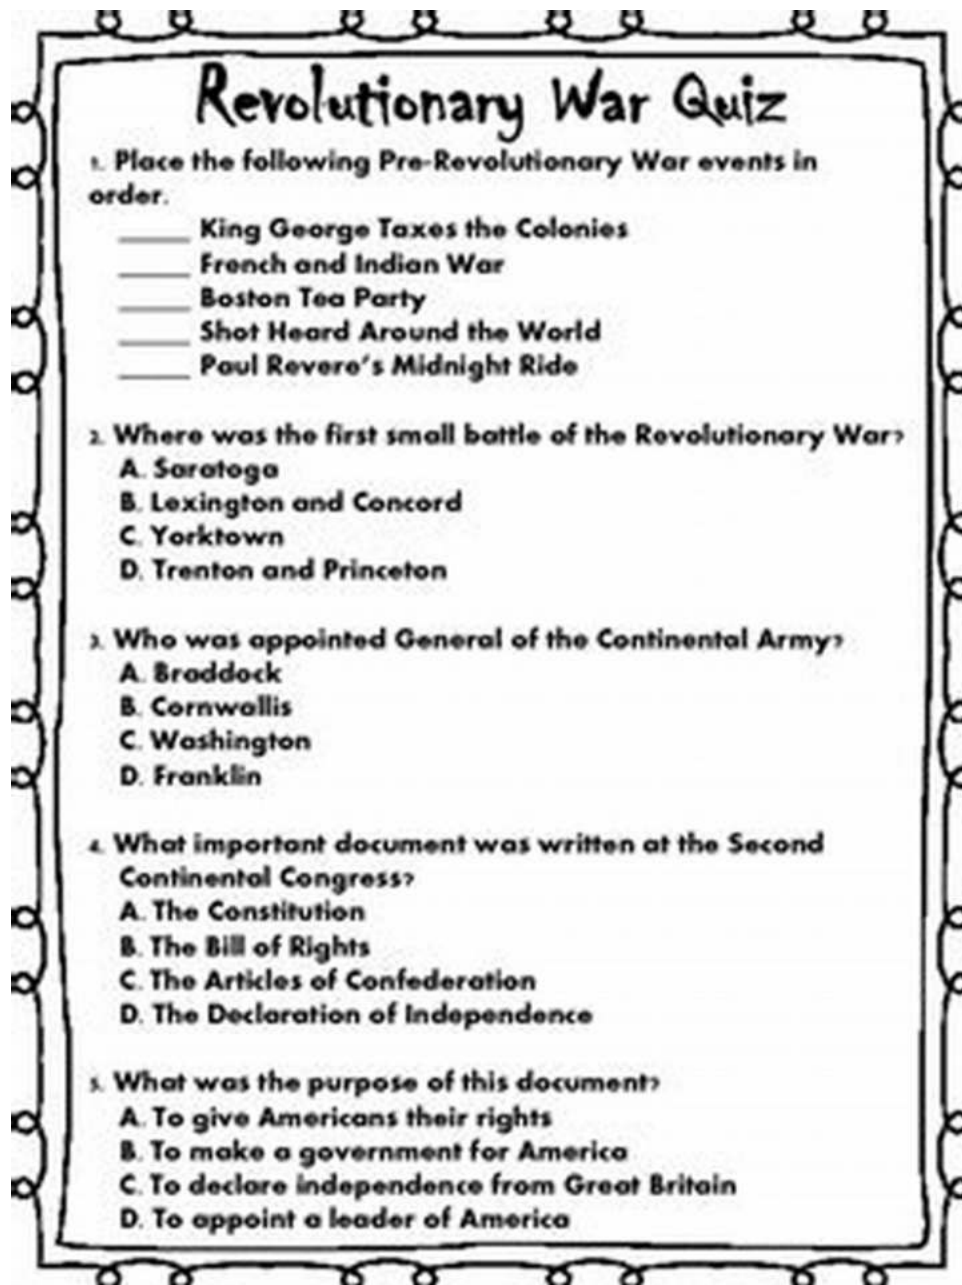 Revolutionary War Quiz
1. Place the following Pre-Revolutionary War events in
order.
_____ King George Taxes the Colonies
_____ French and Indian War
_____ Boston Tea Party
_____ Shot Heard Around the World
_____ Paul Revere's Midnight Ride
2. Where was the first small battle of the Revolutionary War?
A. Saratoga
B. Lexington and Concord
C. Yorktown
D. Trenton and Princeton
3. Who was appointed General of the Continental Army?
A. Braddock
B. Cornwallis
C. Washington
D. Franklin
4. What important document was written at the Second
Continental Congress?
A. The Constitution
B. The Bill of Rights
C. The Articles of Confederation
D. The Declaration of Independence
5. What was the purpose of this document?
A. To give Americans their rights
B. To make a government for America
C. To declare independence from Great Britain
D. To appoint a leader of America